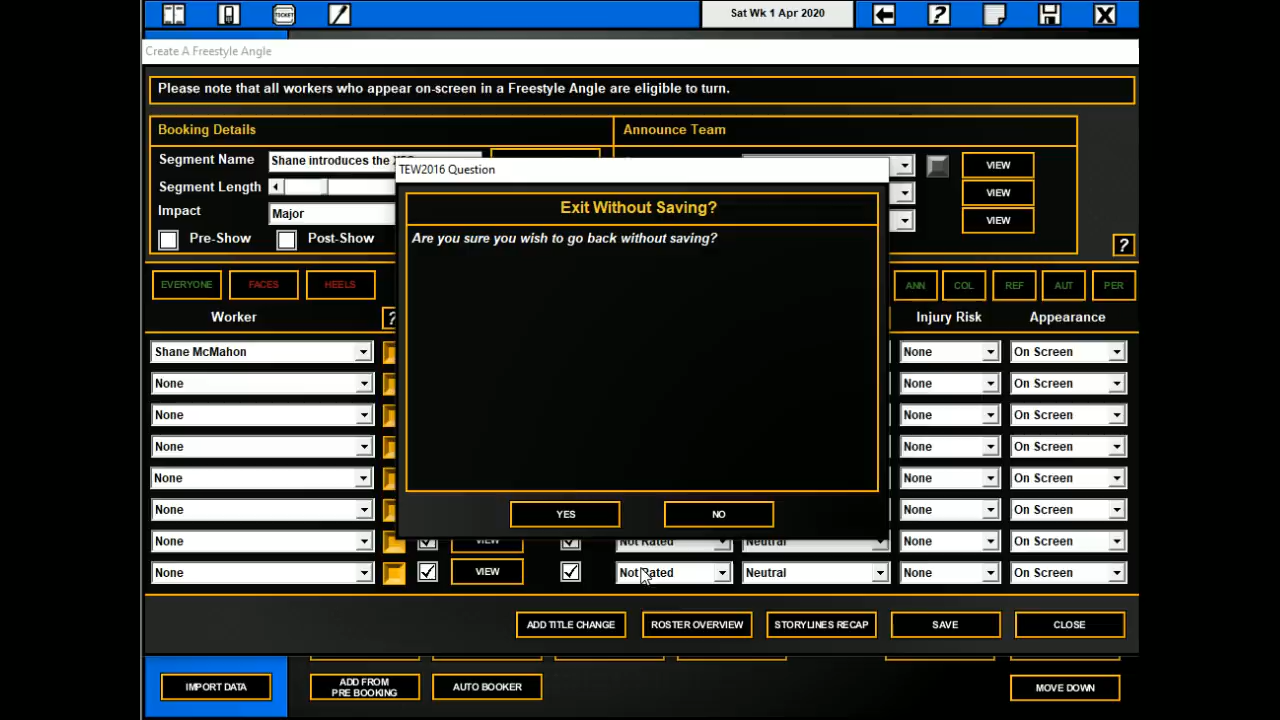 TICKET
Sat Wk 1 Apr 2020
?
X
Create A Freestyle Angle
Please note that all workers who appear on-screen in a Freestyle Angle are eligible to turn.
Booking Details
Announce Team
Segment Name
Shane introduces the
VIEW
Segment Length
VIEW
Impact
Major
VIEW
Pre-Show
Post-Show
?
TEW2016 Question
Exit Without Saving?
Are you sure you wish to go back without saving?
YES
NO
EVERYONE
FACES
HEELS
ANN
COL
REF
AUT
PER
Worker
?
Injury Risk
Appearance
Shane McMahon
None
On Screen
None
None
On Screen
None
None
On Screen
None
None
On Screen
None
None
On Screen
None
None
On Screen
None
VIEW
Not Rated
Neutral
None
On Screen
None
VIEW
Not Rated
Neutral
None
On Screen
ADD TITLE CHANGE
ROSTER OVERVIEW
STORYLINES RECAP
SAVE
CLOSE
IMPORT DATA
ADD FROM
PRE BOOKING
AUTO BOOKER
MOVE DOWN